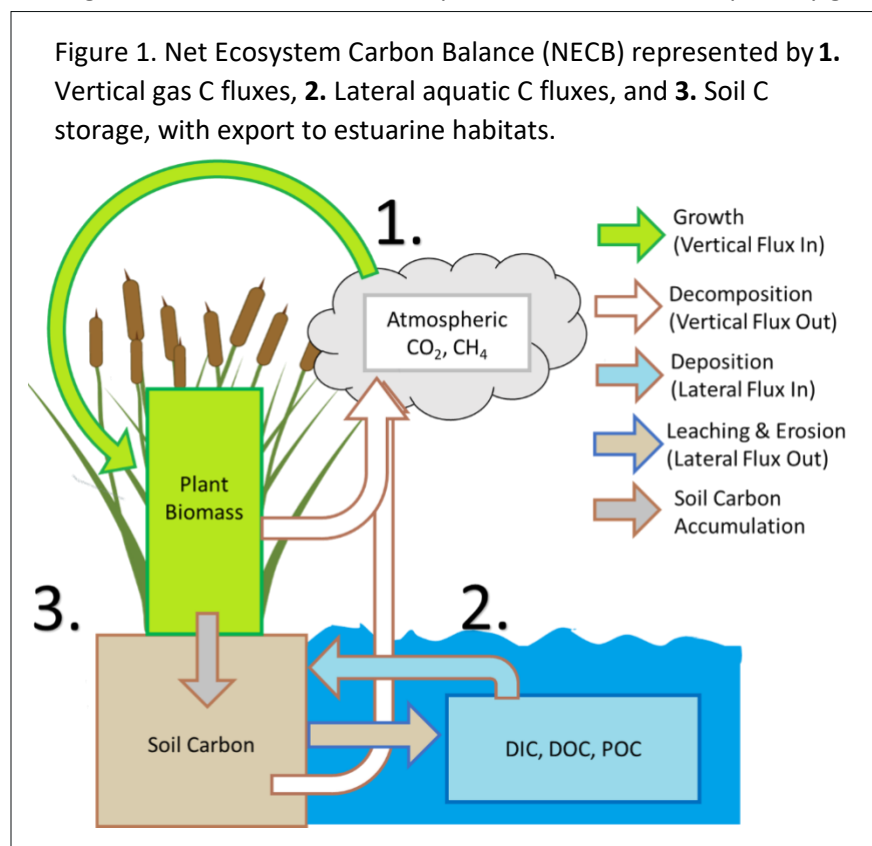 Figure 1. Net Ecosystem Carbon Balance (NECB) represented by 1.
Vertical gas C fluxes, 2. Lateral aquatic C fluxes, and 3. Soil C
storage, with export to estuarine habitats.
1.
Growth
(Vertical Flux In)
Atmospheric
CO₂, CH₄
Decomposition
(Vertical Flux Out)
Deposition
(Lateral Flux In)
Leaching & Erosion
(Lateral Flux Out)
Soil Carbon
Accumulation
Plant
Biomass
3.
2.
Soil Carbon
DIC, DOC, POC